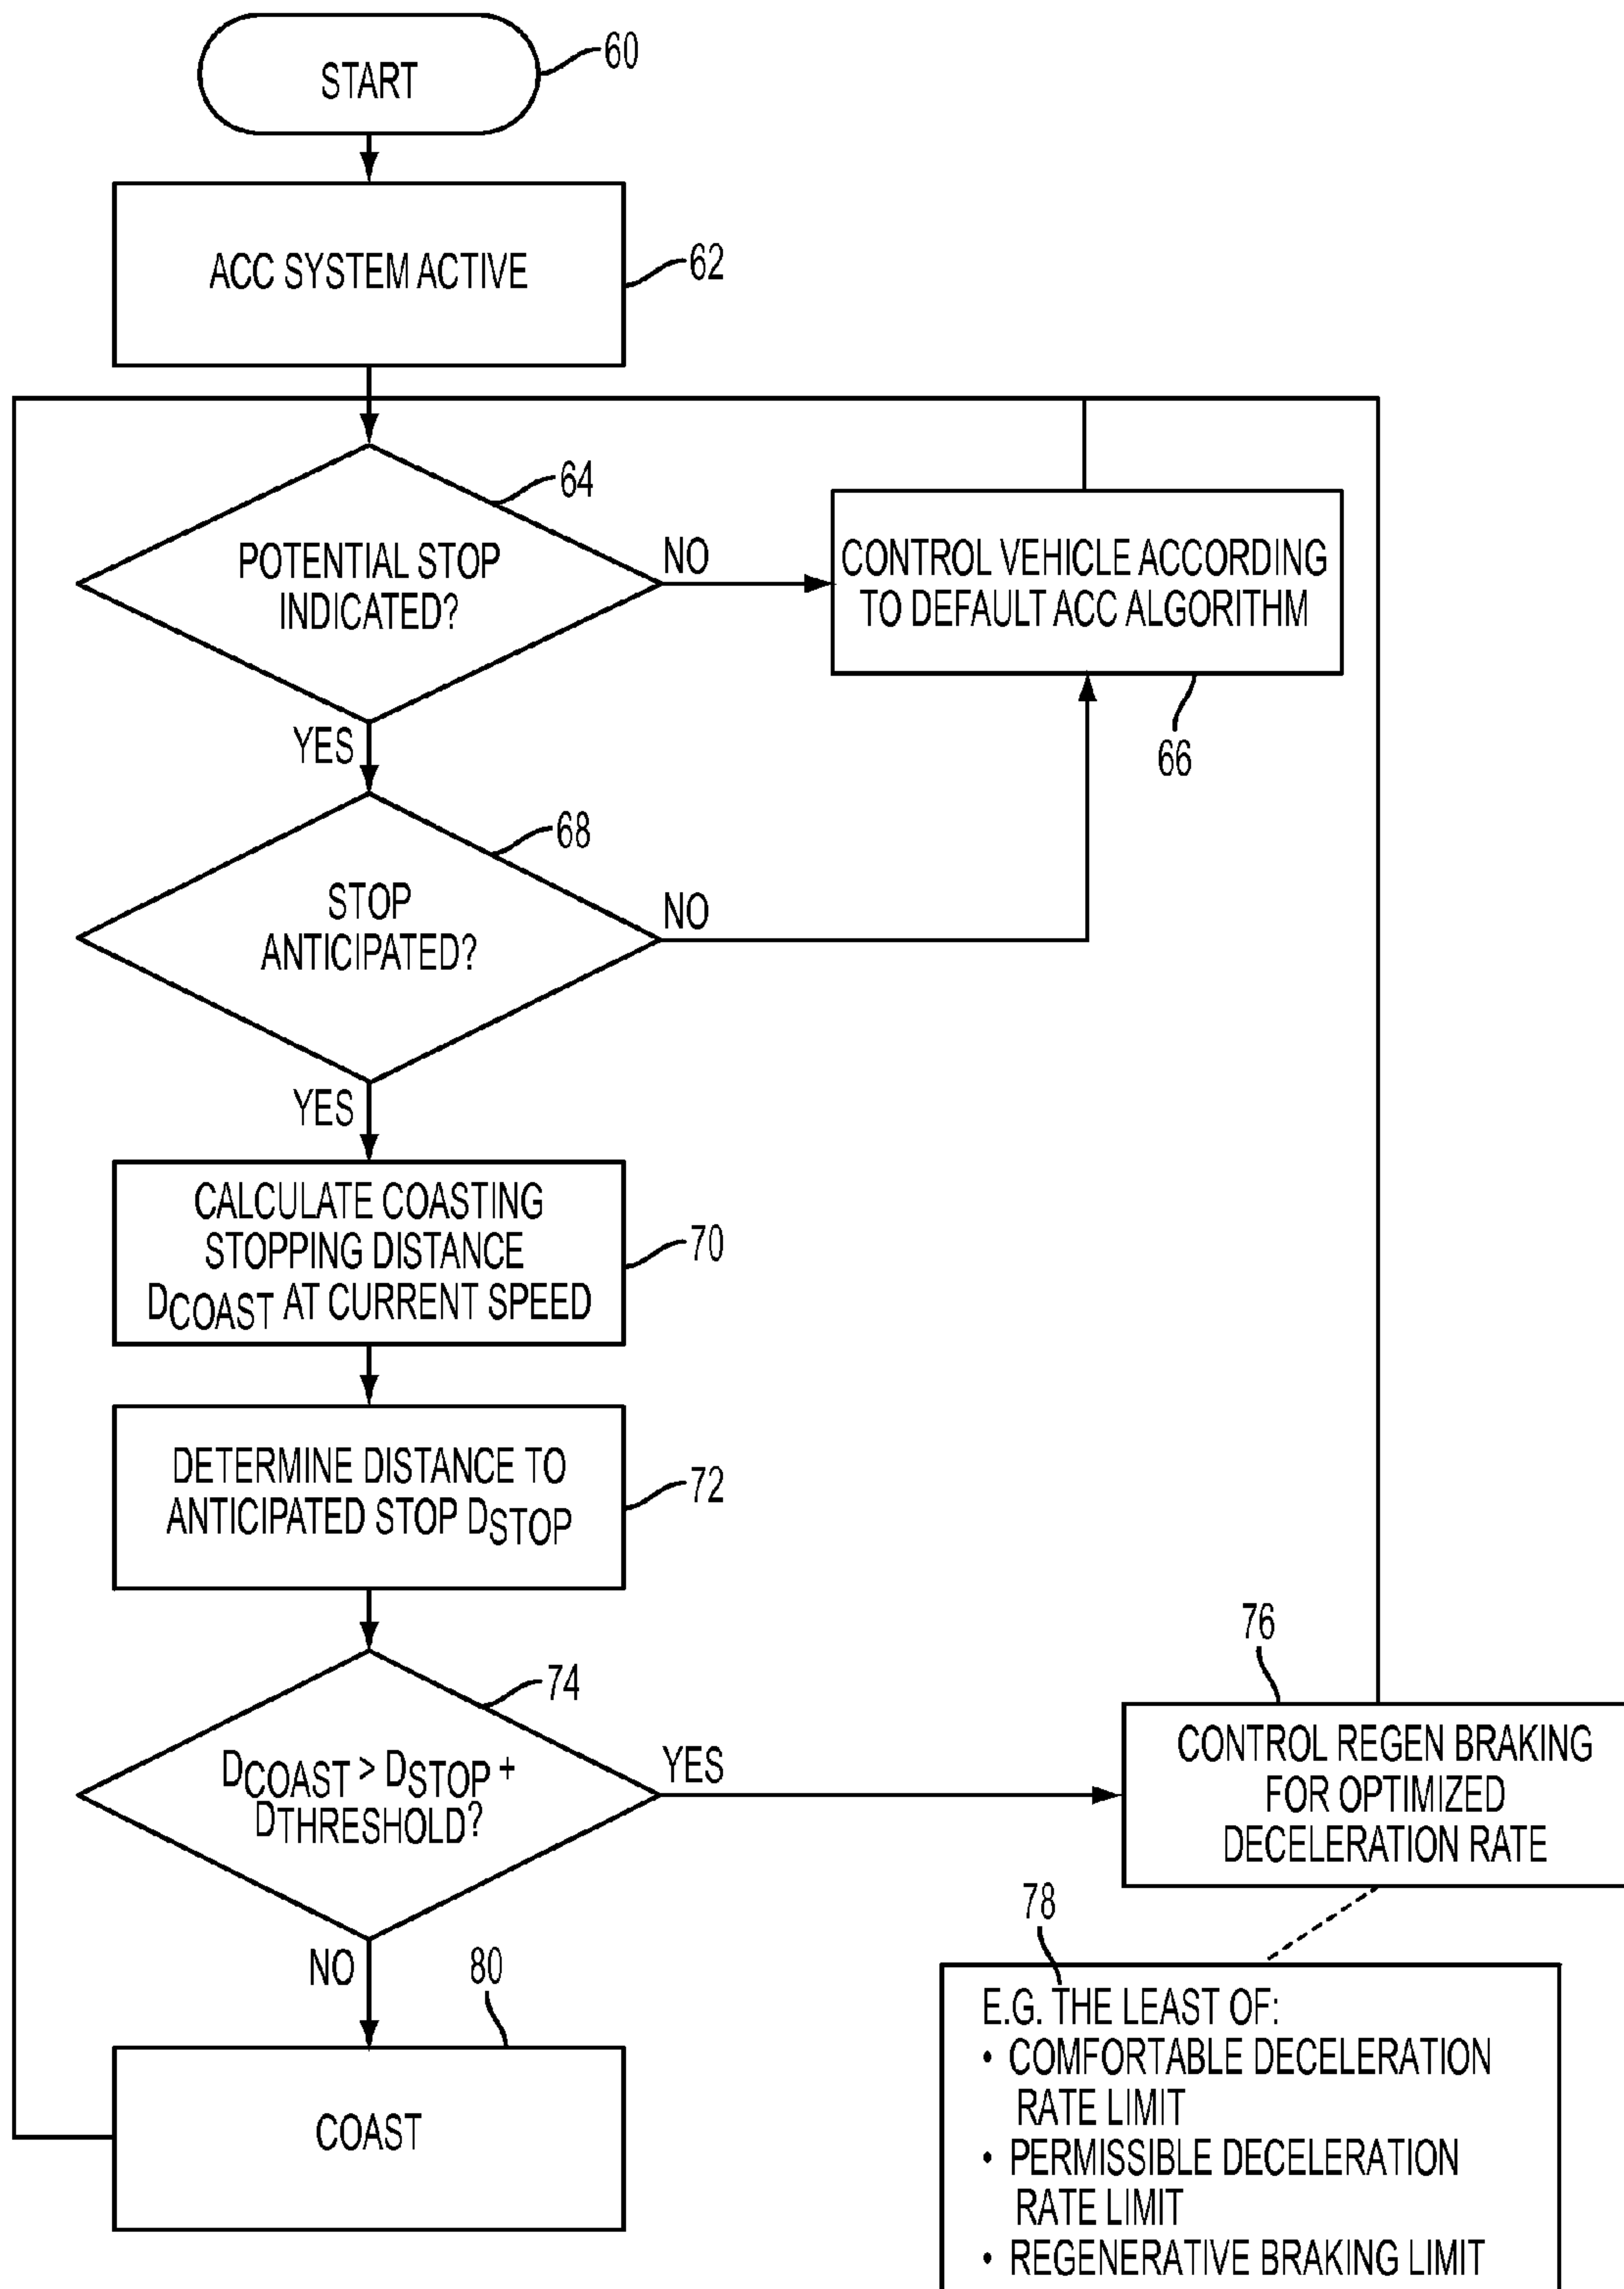 START
60
ACC SYSTEM ACTIVE
62
64
POTENTIAL STOP
INDICATED?
NO
CONTROL VEHICLE ACCORDING
TO DEFAULT ACC ALGORITHM
66
YES
68
STOP
ANTICIPATED?
NO
YES
CALCULATE COASTING
STOPPING DISTANCE
DCOAST AT CURRENT SPEED
70
DETERMINE DISTANCE TO
ANTICIPATED STOP DSTOP
72
74
DCOAST > DSTOP +
DTHRESHOLD?
YES
76
CONTROL REGEN BRAKING
FOR OPTIMIZED
DECELERATION RATE
NO
80
COAST
78
E.G. THE LEAST OF:
• COMFORTABLE DECELERATION
RATE LIMIT
• PERMISSIBLE DECELERATION
RATE LIMIT
• REGENERATIVE BRAKING LIMIT